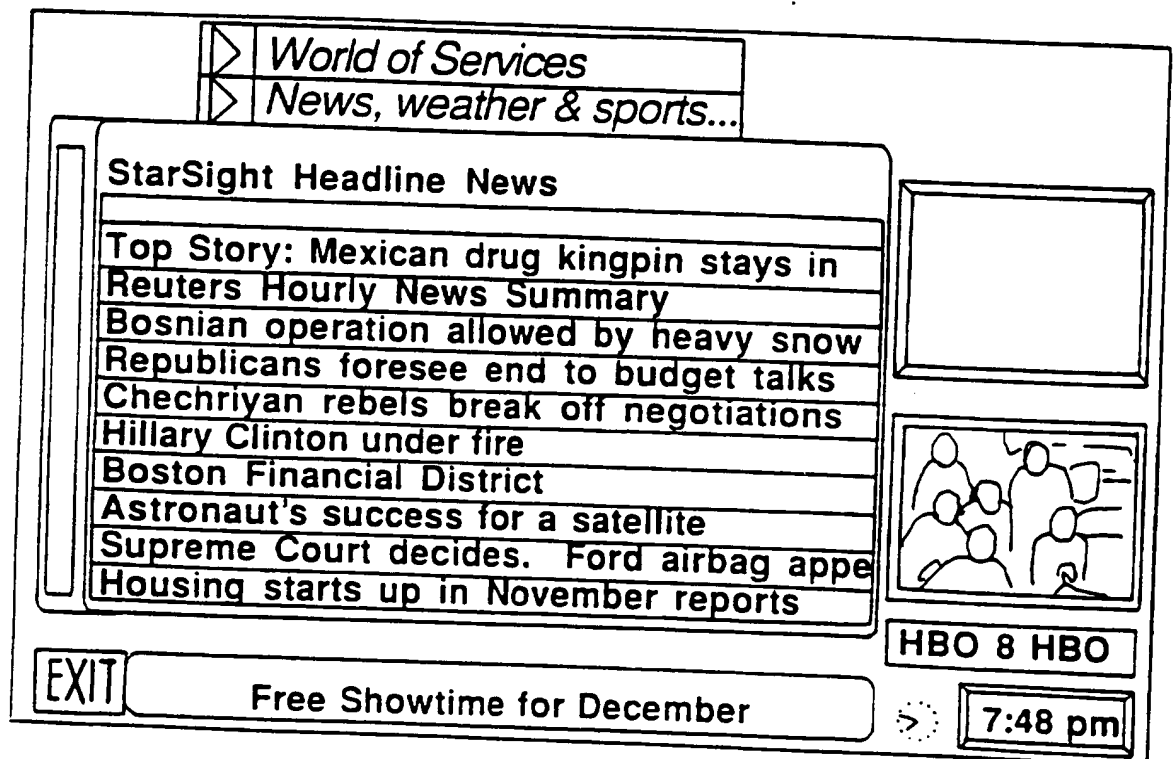 World of Services
News, weather & sports...
StarSight Headline News
Top Story: Mexican drug kingpin stays in
Reuters Hourly News Summary
Bosnian operation allowed by heavy snow
Republicans foresee end to budget talks
Chechriyan rebels break off negotiations
Hillary Clinton under fire
Boston Financial District
Astronaut's success for a satellite
Supreme Court decides. Ford airbag appe
Housing starts up in November reports
HBO 8 HBO
EXIT
Free Showtime for December
7:48 pm